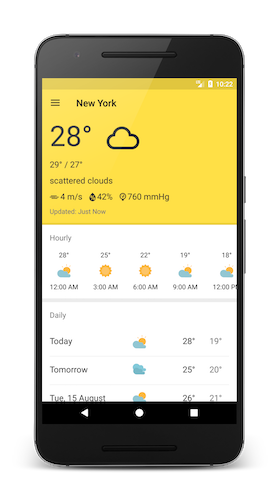 10:22
New York
28°
29° / 27°
scattered clouds
4 m/s 42% 760 mmHg
Updated: Just Now
Hourly
28° 25° 22° 19° 18°
12:00 AM 3:00 AM 6:00 AM 9:00 AM 12:00 P
Daily
Today 28° 19°
Tomorrow 25° 20°
Tue, 15 August 26° 21°